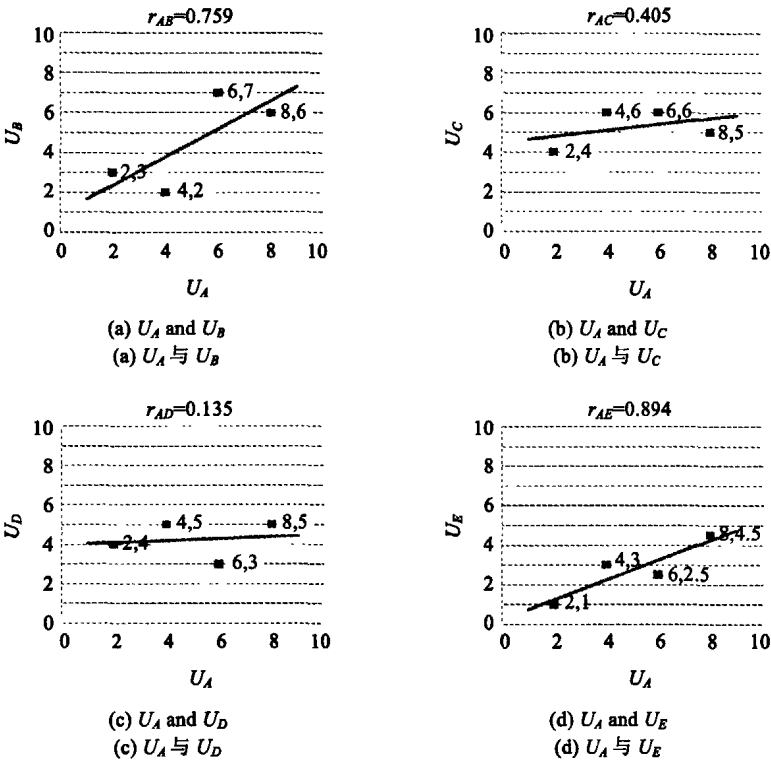 r_AB=0.759
10
8
6
4
2
0
U_B
6,7
8,6
2,3
4,2
0 2 4 6 8 10
U_A
(a) U_A and U_B
(a) U_A 与 U_B
r_AC=0.405
10
8
6
4
2
0
U_C
4,6
6,6
8,5
2,4
0 2 4 6 8 10
U_A
(b) U_A and U_C
(b) U_A 与 U_C
r_AD=0.135
10
8
6
4
2
0
U_D
4,5
8,5
2,4
6,3
0 2 4 6 8 10
U_A
(c) U_A and U_D
(c) U_A 与 U_D
r_AE=0.894
10
8
6
4
2
0
U_E
8,4.5
4,3
6,2.5
2,1
0 2 4 6 8 10
U_A
(d) U_A and U_E
(d) U_A 与 U_E